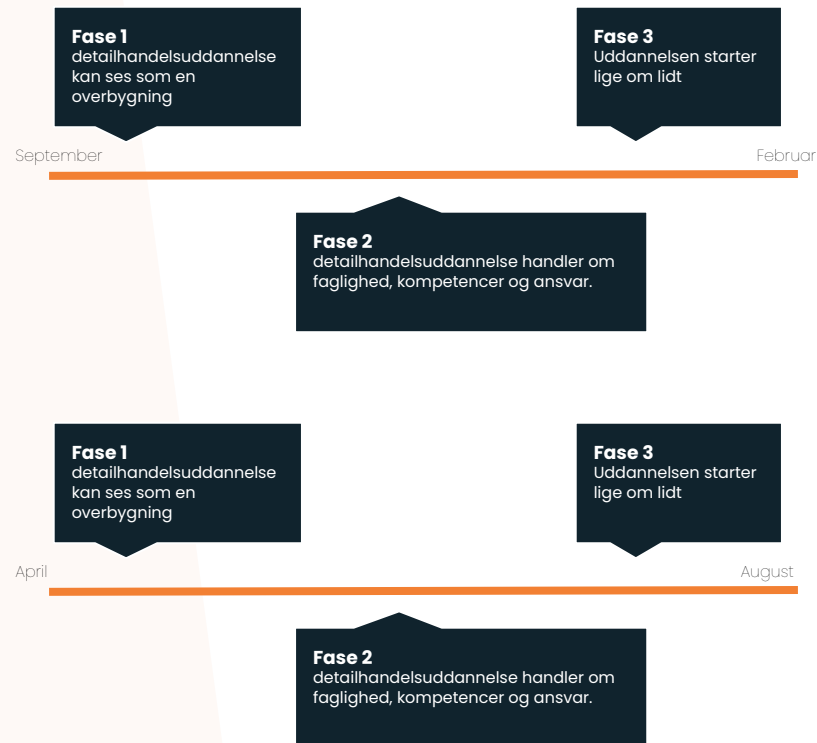 Fase 1
detailhandelsuddannelse
kan ses som en
overbygning
Fase 3
Uddannelsen starter
lige om lidt
September
Februar
Fase 2
detailhandelsuddannelse handler om
faglighed, kompetencer og ansvar.
Fase 1
detailhandelsuddannelse
kan ses som en
overbygning
Fase 3
Uddannelsen starter
lige om lidt
April
August
Fase 2
detailhandelsuddannelse handler om
faglighed, kompetencer og ansvar.